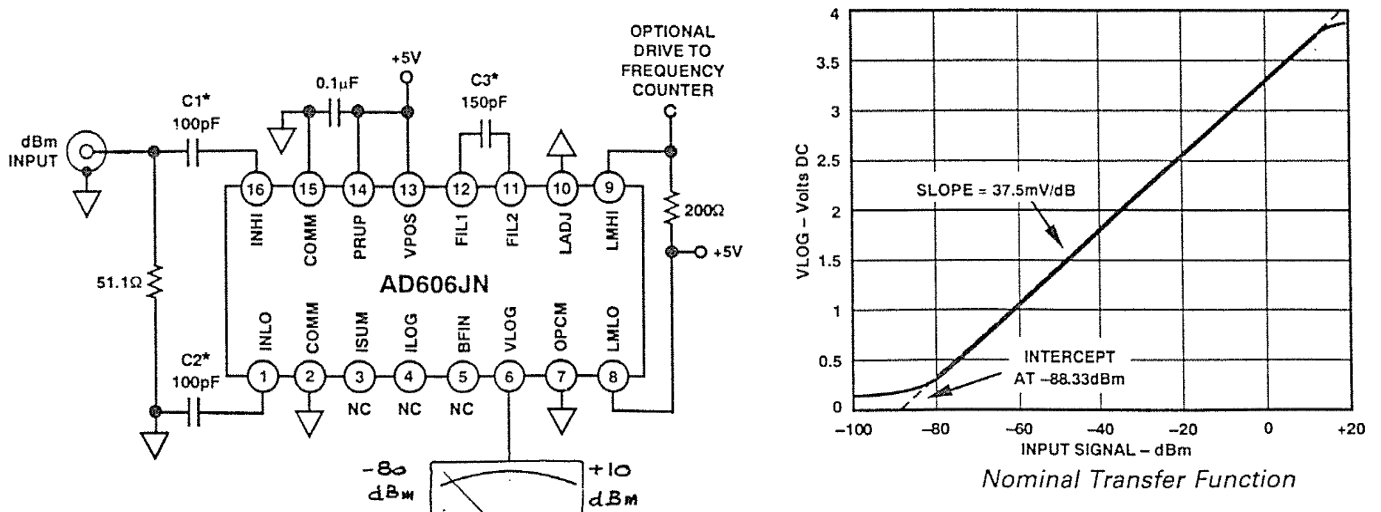 OPTIONAL
DRIVE TO
FREQUENCY
COUNTER
+5V
0.1μF
C3*
150pF
C1*
100pF
dBm
INPUT
16
15
14
13
12
11
10
9
INHI
COMM
PRUP
VPOS
FIL1
FIL2
LADJ
LMHI
200Ω
+5V
51.1Ω
AD606JN
INLO
COMM
ISUM
ILOG
BFIN
VLOG
OPCM
LMLO
C2*
100pF
1
2
3
4
5
6
7
8
NC
NC
NC
-80
dBm
+10
dBm
4
3.5
3
2.5
2
1.5
1
0.5
0
VLOG – Volts DC
SLOPE = 37.5mV/dB
INTERCEPT
AT –88.33dBm
–100
–80
–60
–40
–20
0
+20
INPUT SIGNAL – dBm
Nominal Transfer Function